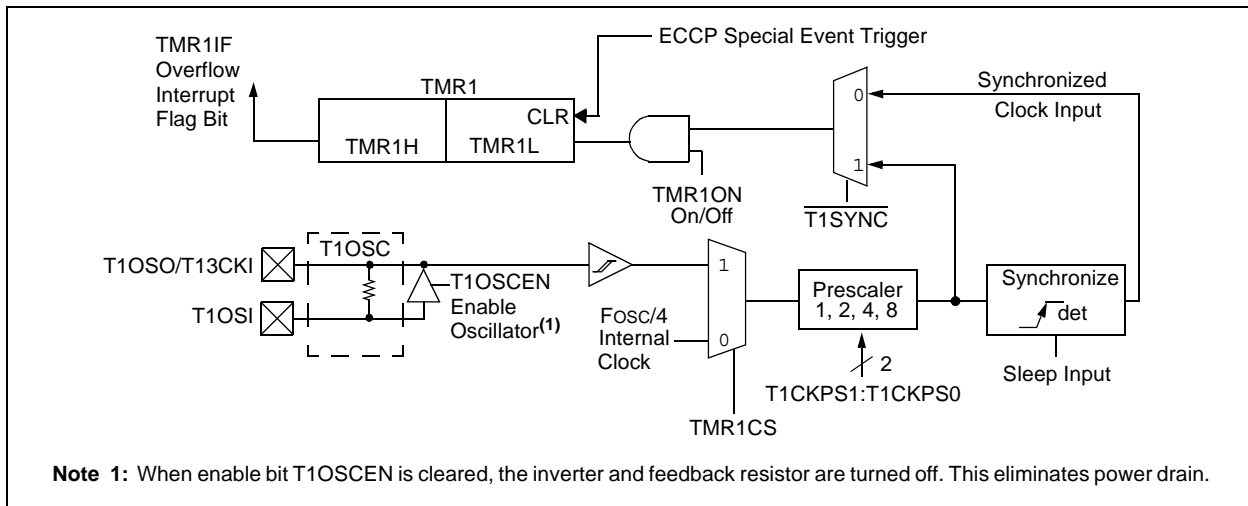 TMR1IF
Overflow
Interrupt
Flag Bit
TMR1
ECCP Special Event Trigger
CLR
TMR1H
TMR1L
TMR1ON
On/Off
0
1
T1SYNC
Synchronized
Clock Input
T1OSO/T13CKI
T1OSC
T1OSI
T1OSCEN
Enable
Oscillator(1)
FOSC/4
Internal
Clock
1
0
TMR1CS
Prescaler
1, 2, 4, 8
2
T1CKPS1:T1CKPS0
Synchronize
det
Sleep Input
Note 1: When enable bit T1OSCEN is cleared, the inverter and feedback resistor are turned off. This eliminates power drain.